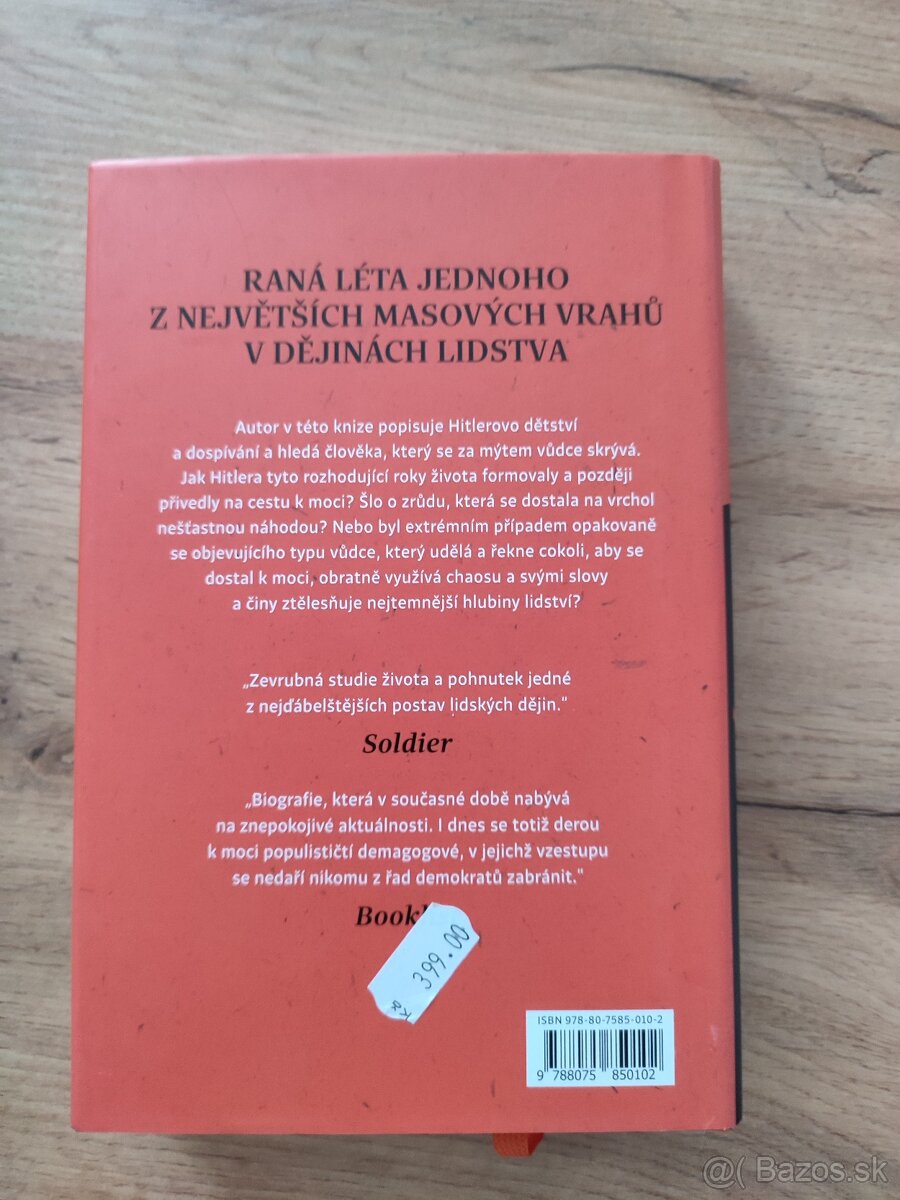 RANÁ LÉTA JEDNOHO
Z NEJVĚTŠÍCH MASOVÝCH VRAHŮ
V DĚJINÁCH LIDSTVA
Autor v této knize popisuje Hitlerovo dětství
a dospívání a hledá člověka, který se za mýtem vůdce skrývá.
Jak Hitlera tyto rozhodující roky života formovaly a později
přivedly na cestu k moci? Šlo o zrůdu, která se dostala na vrchol
nešťastnou náhodou? Nebo byl extrémním případem opakovaně
se objevujícího typu vůdce, který udělá a řekne cokoli, aby se
dostal k moci, obratně využívá chaosu a svými slovy
a činy ztělesňuje nejtemnější hlubiny lidství?
„Zevrubná studie života a pohnutek jedné
z nejďábelštějších postav lidských dějin.“
Soldier
„Biografie, která v současné době nabývá
na znepokojivé aktuálnosti. I dnes se totiž derou
k moci populističtí demagogové, v jejichž vzestupu
se nedaří nikomu z řad demokratů zabránit.“
399.00
ISBN 978-80-7585-010-2
9 788075 850102
@( Bazos.sk